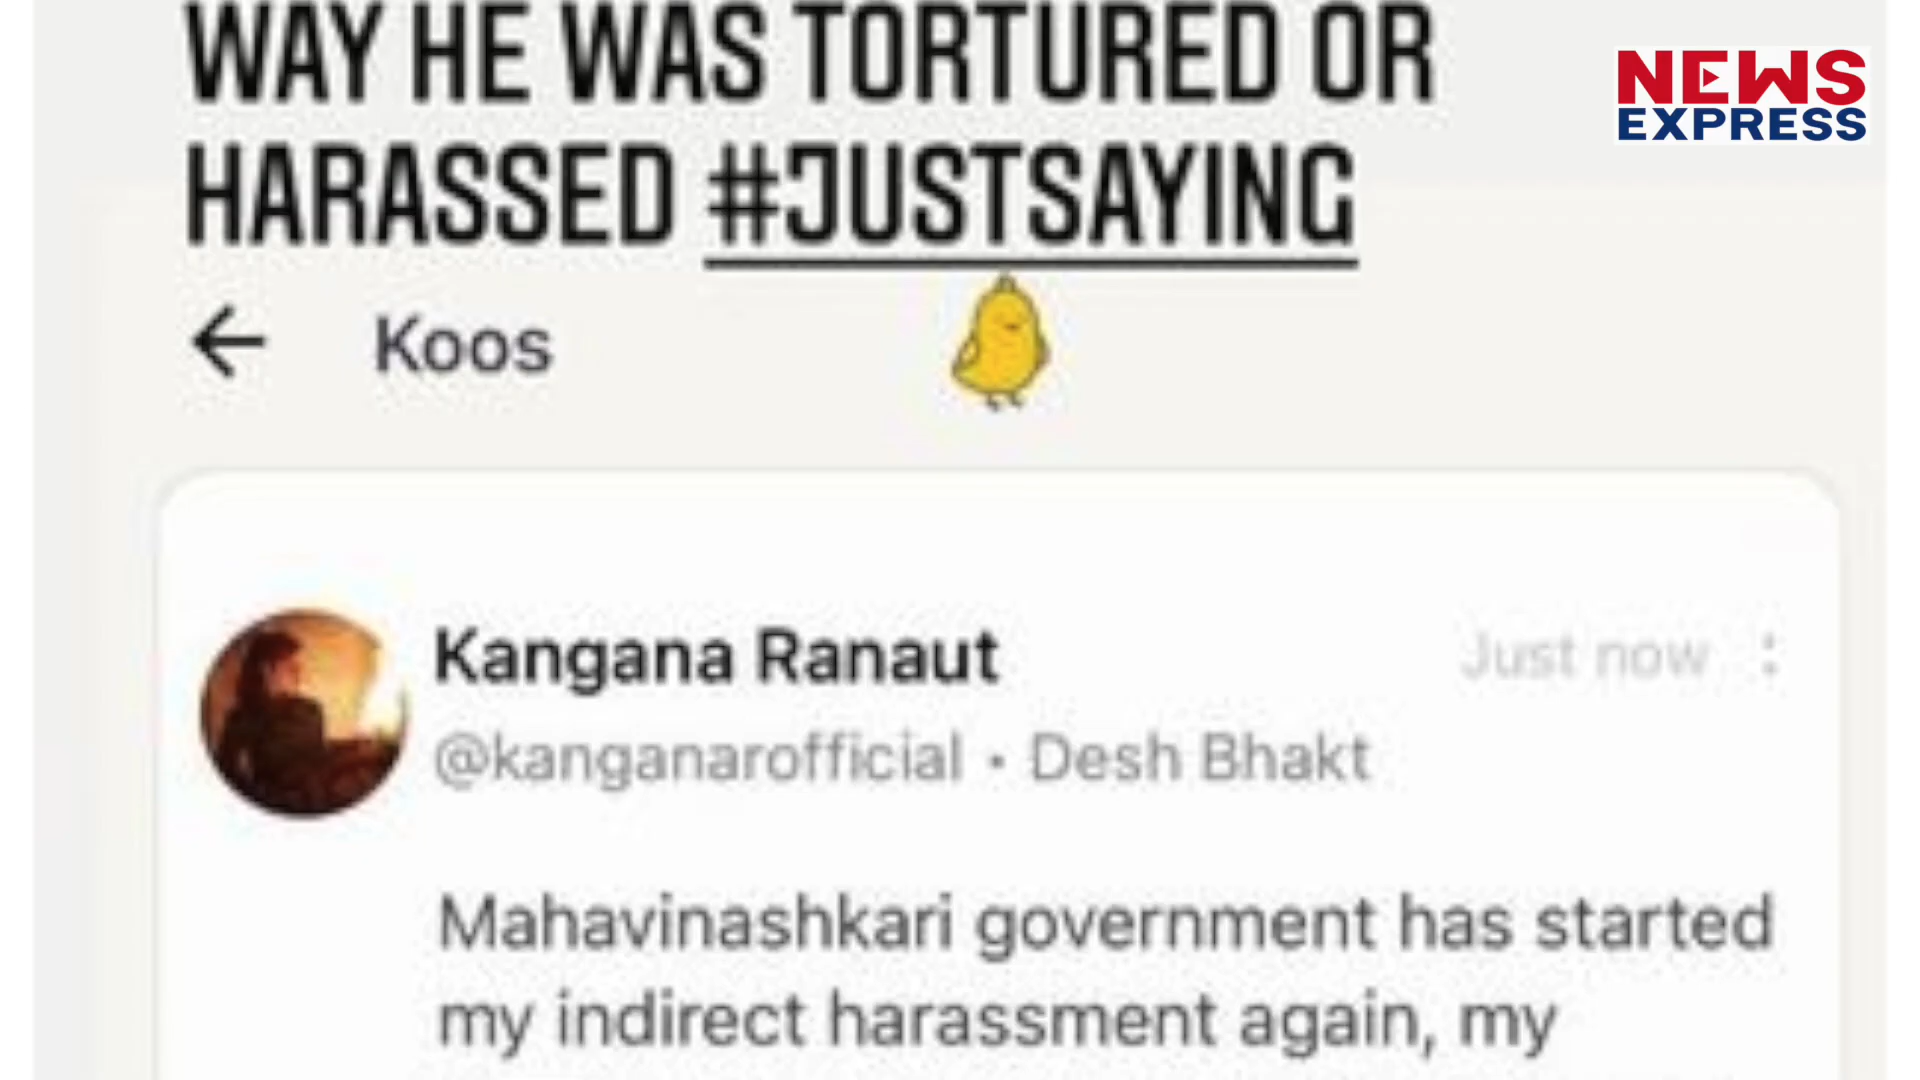 WAY HE WAS TORTURED OR
NEWS
EXPRESS
HARASSED #JUSTSAYING
Koos
Kangana Ranaut
Just now
@kanganarofficial • Desh Bhakt
Mahavinashkari government has started
my indirect harassment again, my